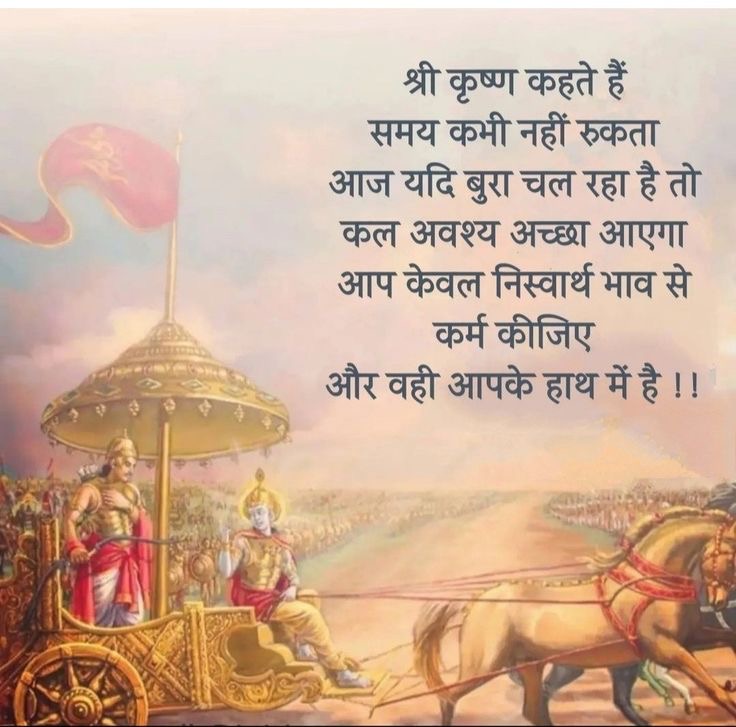 श्री कृष्ण कहते हैं
समय कभी नहीं रुकता
आज यदि बुरा चल रहा है तो
कल अवश्य अच्छा आएगा
आप केवल निस्वार्थ भाव से
कर्म कीजिए
और वही आपके हाथ में है !!